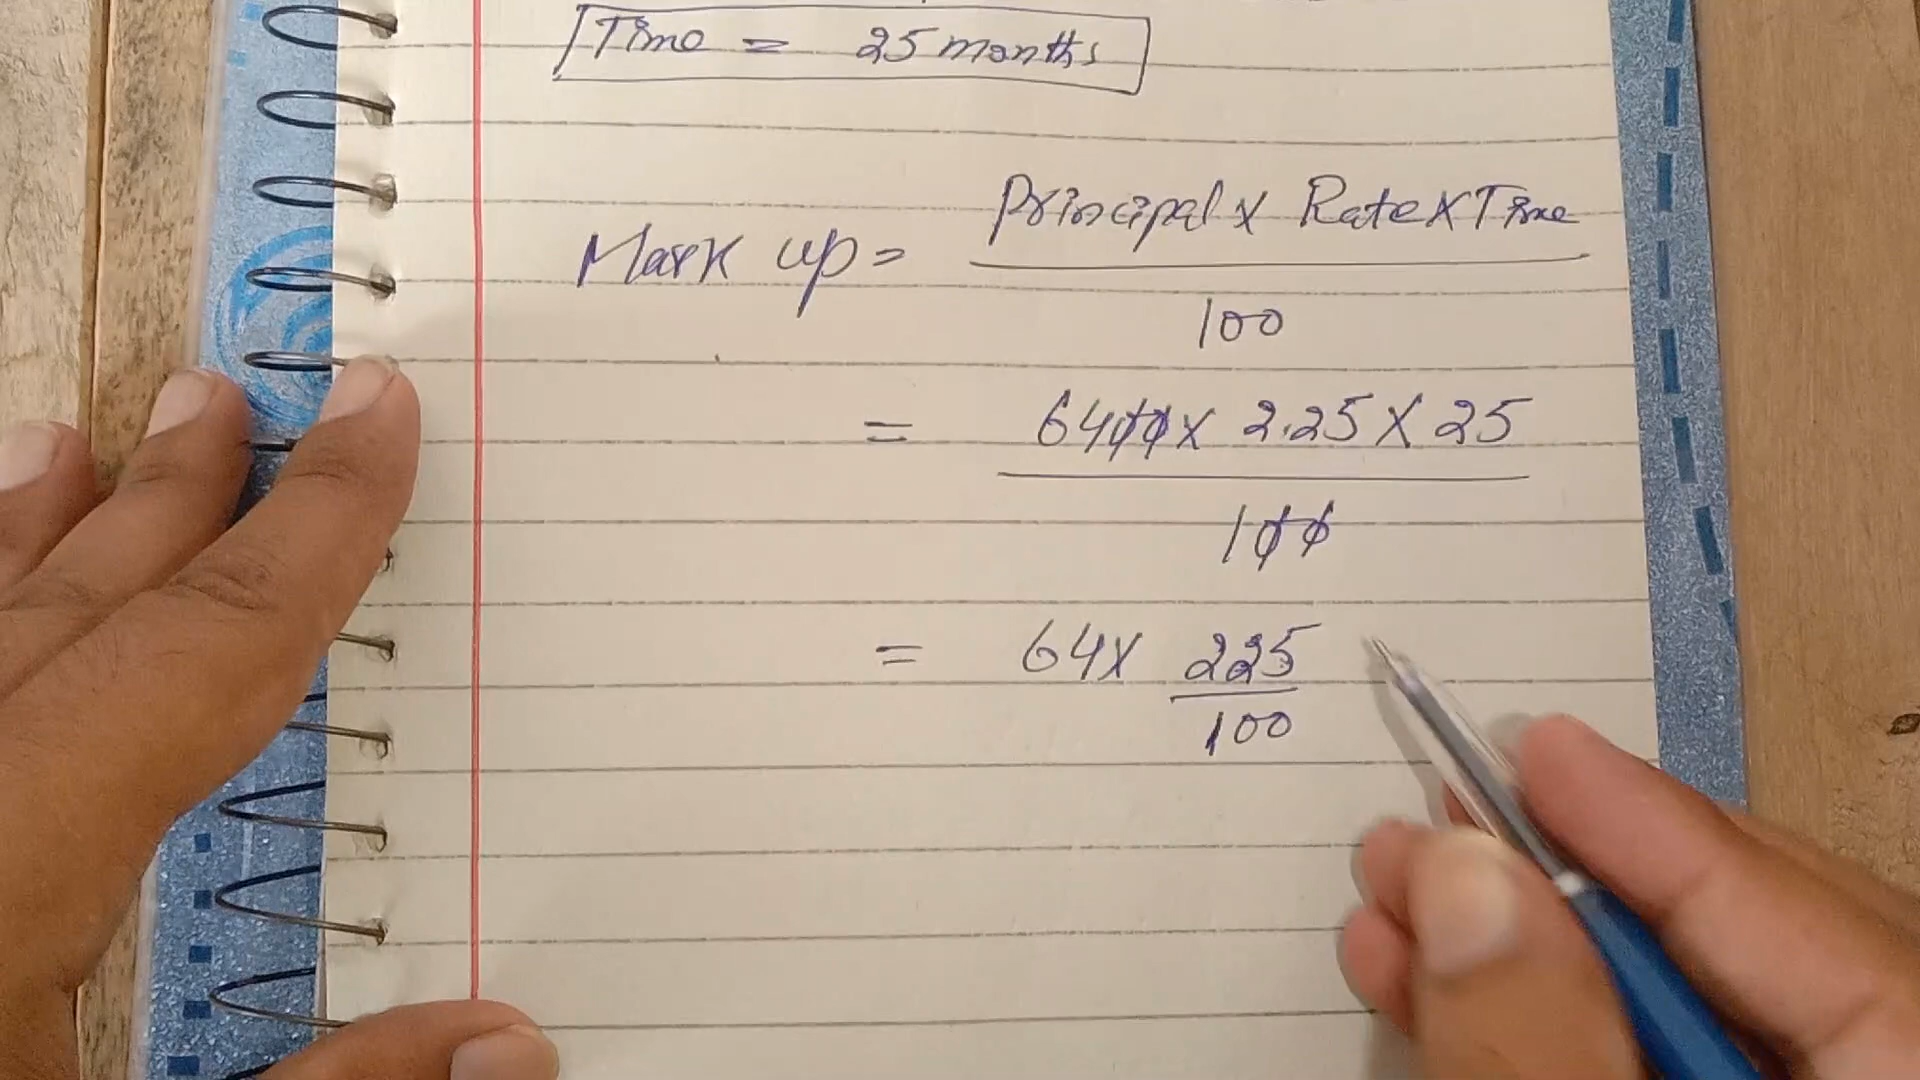 Time = 25 months
Mark up = Principal x Rate x Time
100
= 6400 x 2.25 x 25
100
= 64 x 225
100